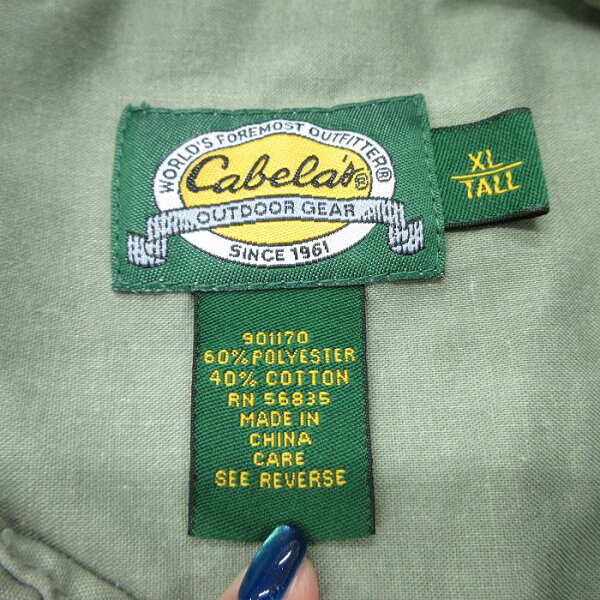 WORLD'S FOREMOST OUTFITTER®
Cabela's®
OUTDOOR GEAR
SINCE 1961
XL
TALL
901170
60% POLYESTER
40% COTTON
RN 56835
MADE IN
CHINA
CARE
SEE REVERSE